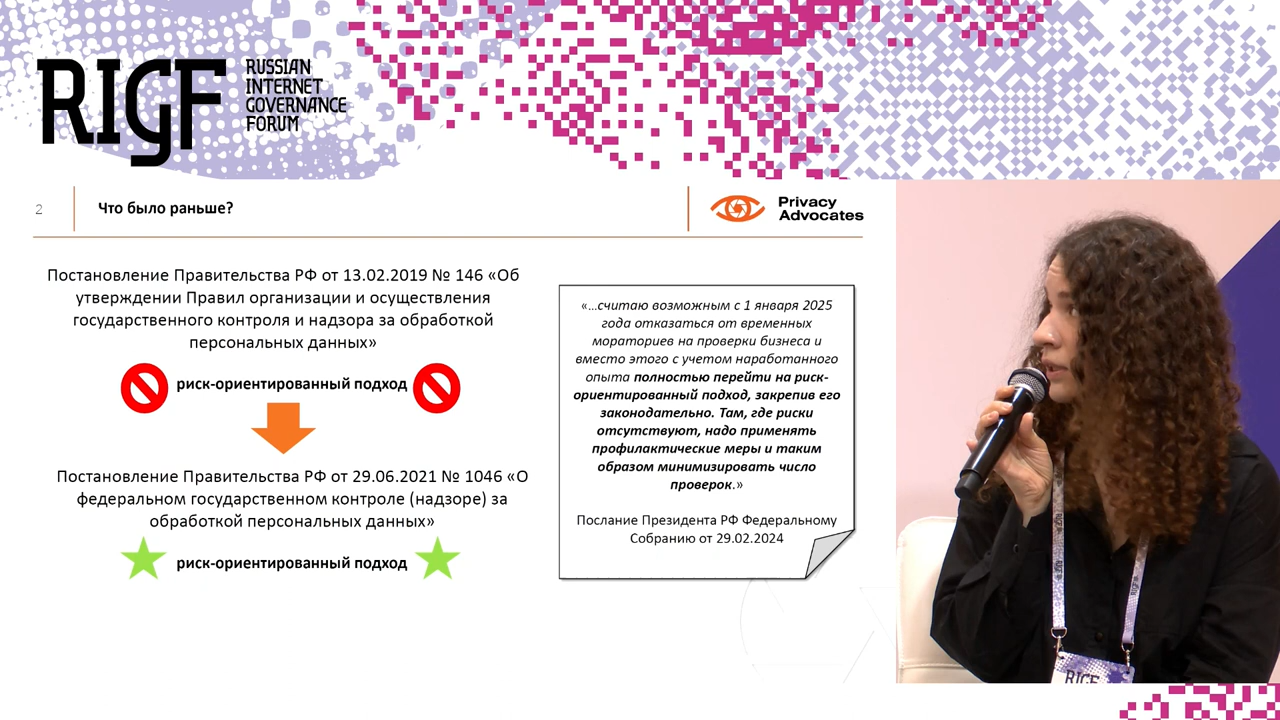 RIGF
RUSSIAN
INTERNET
GOVERNANCE
FORUM
2
Что было раньше?
Privacy
Advocates
Постановление Правительства РФ от 13.02.2019 № 146 «Об
утверждении Правил организации и осуществления
государственного контроля и надзора за обработкой
персональных данных»
риск-ориентированный подход
Постановление Правительства РФ от 29.06.2021 № 1046 «О
федеральном государственном контроле (надзоре) за
обработкой персональных данных»
риск-ориентированный подход
«…считаю возможным с 1 января 2025
года отказаться от временных
мораториев на проверки бизнеса и
вместо этого с учетом наработанного
опыта полностью перейти на риск-
ориентированный подход, закрепив его
законодательно. Там, где риски
отсутствуют, надо применять
профилактические меры и таким
образом минимизировать число
проверок.»
Послание Президента РФ Федеральному
Собранию от 29.02.2024
RIGF